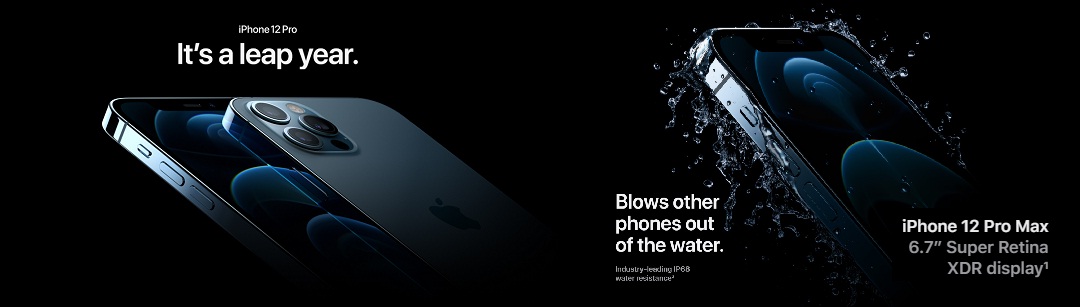 iPhone 12 Pro
It's a leap year.
Blows other
phones out
of the water.
Industry-leading IP68
water resistance²
iPhone 12 Pro Max
6.7" Super Retina
XDR display¹